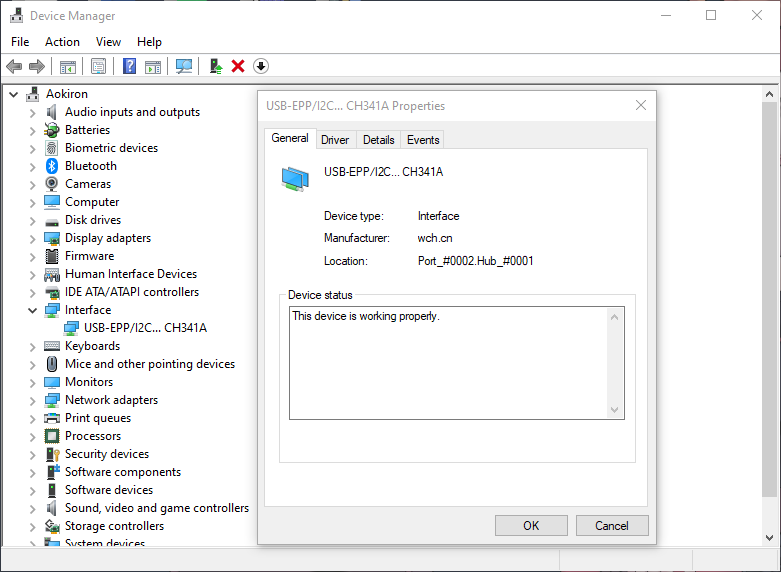 Device Manager
File Action View Help
Aokiron
Audio inputs and outputs
Batteries
Biometric devices
Bluetooth
Cameras
Computer
Disk drives
Display adapters
Firmware
Human Interface Devices
IDE ATA/ATAPI controllers
Interface
USB-EPP/I2C... CH341A
Keyboards
Mice and other pointing devices
Monitors
Network adapters
Print queues
Processors
Security devices
Software components
Software devices
Sound, video and game controllers
Storage controllers
System devices
USB-EPP/I2C... CH341A Properties
General Driver Details Events
USB-EPP/I2C... CH341A
Device type: Interface
Manufacturer: wch.cn
Location: Port_#0002.Hub_#0001
Device status
This device is working properly.
OK Cancel